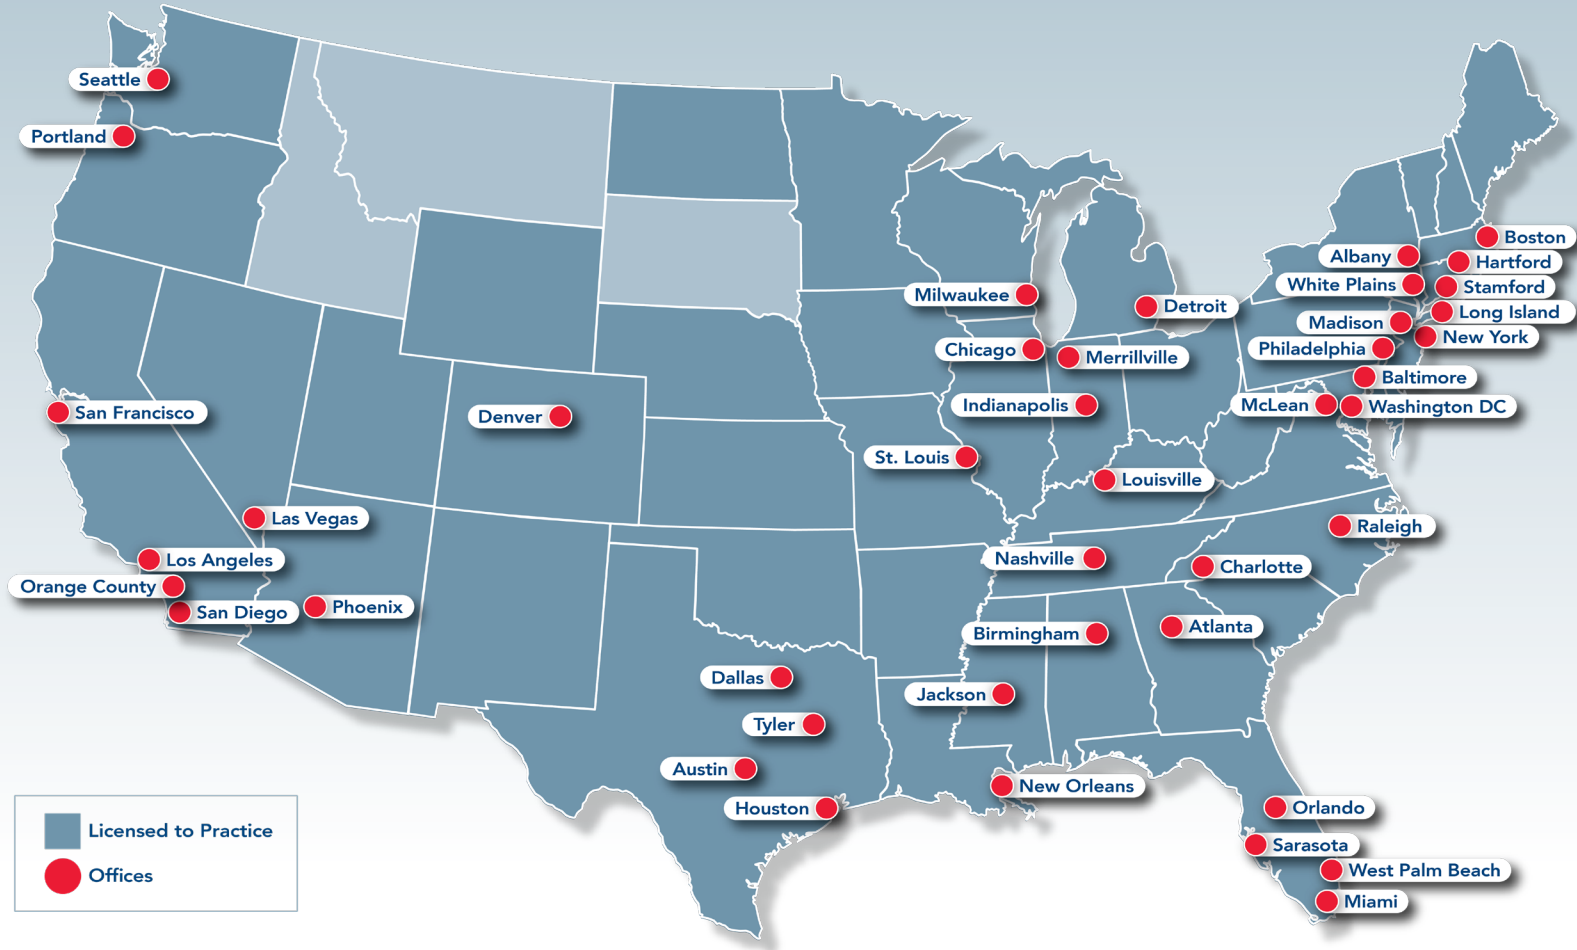 Seattle
Portland
Boston
Albany
Hartford
White Plains
Stamford
Milwaukee
Detroit
Long Island
Madison
New York
Chicago
Merrillville
Philadelphia
Baltimore
San Francisco
Denver
Indianapolis
McLean
Washington DC
St. Louis
Louisville
Las Vegas
Raleigh
Los Angeles
Nashville
Charlotte
Orange County
San Diego
Phoenix
Birmingham
Atlanta
Dallas
Jackson
Tyler
Austin
New Orleans
Houston
Orlando
Licensed to Practice
Sarasota
Offices
West Palm Beach
Miami